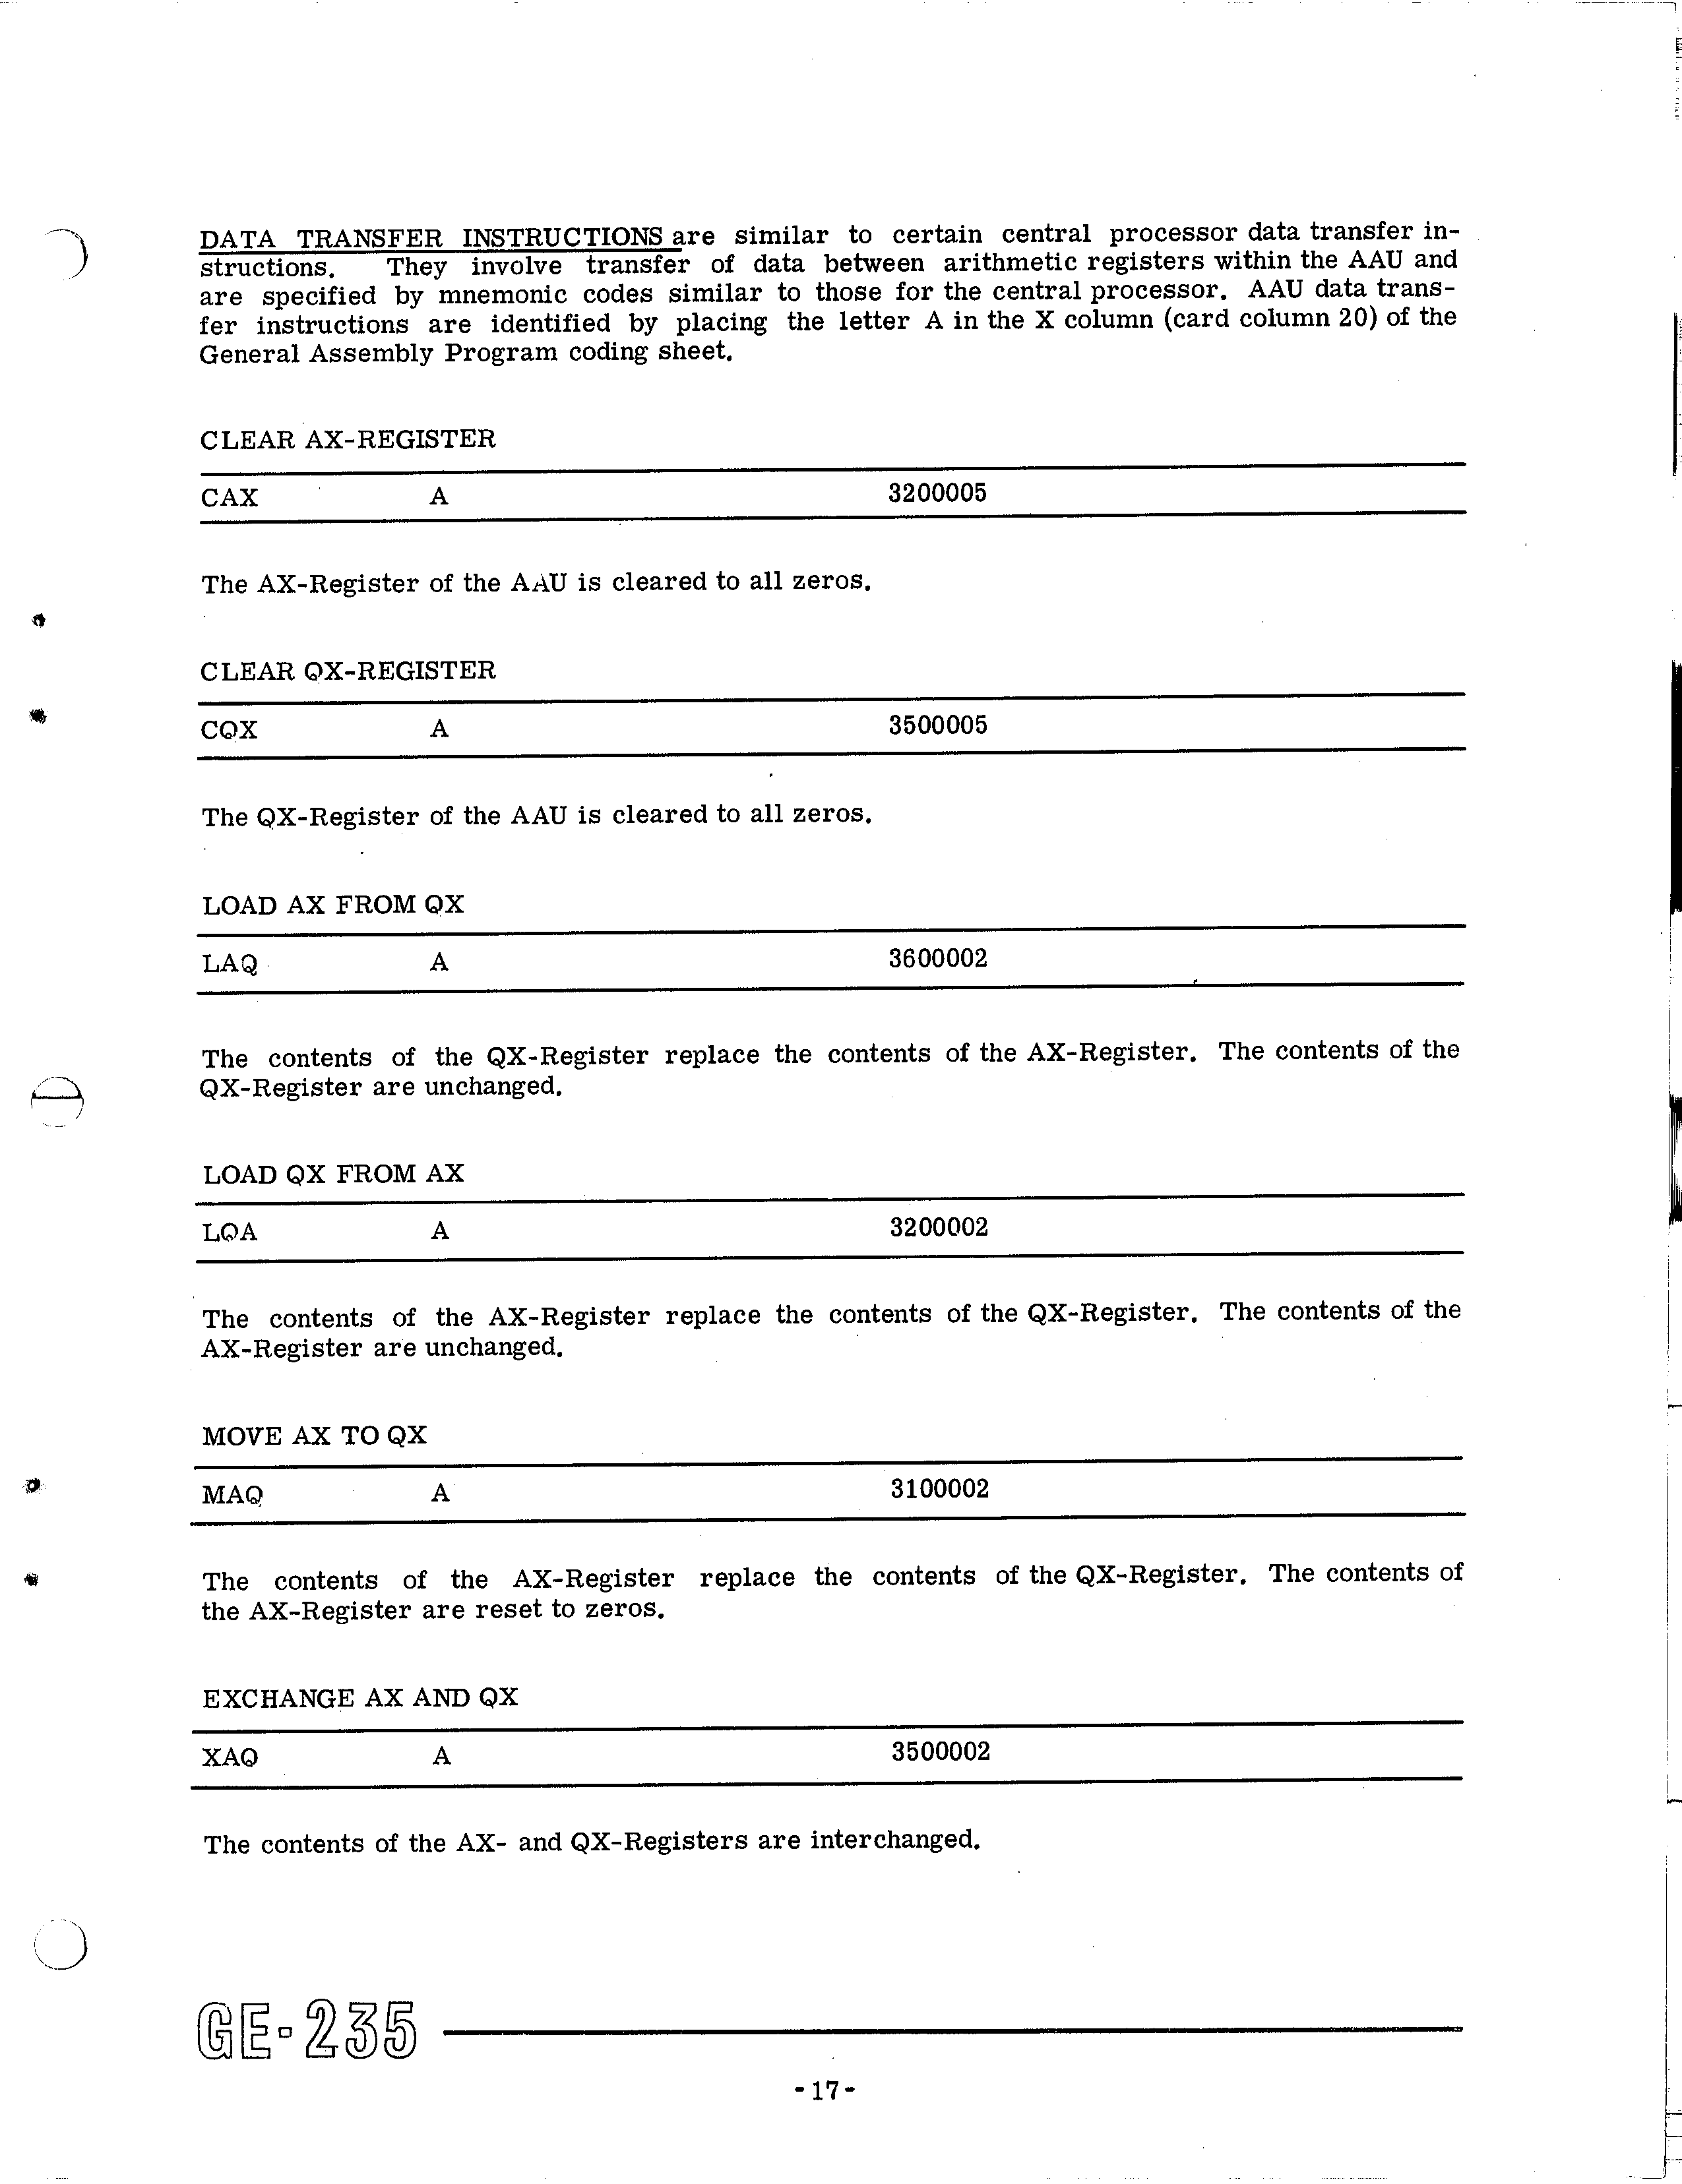 DATA TRANSFER INSTRUCTIONS are similar to certain central processor data transfer in-
structions. They involve transfer of data between arithmetic registers within the AAU and
are specified by mnemonic codes similar to those for the central processor. AAU data trans-
fer instructions are identified by placing the letter A in the X column (card column 20) of the
General Assembly Program coding sheet.
CLEAR AX-REGISTER
CAX A 3200005
The AX-Register of the AAU is cleared to all zeros.
CLEAR QX-REGISTER
CQX A 3500005
The QX-Register of the AAU is cleared to all zeros.
LOAD AX FROM QX
LAQ A 3600002
The contents of the QX-Register replace the contents of the AX-Register. The contents of the
QX-Register are unchanged.
LOAD QX FROM AX
LQA A 3200002
The contents of the AX-Register replace the contents of the QX-Register. The contents of the
AX-Register are unchanged.
MOVE AX TO QX
MAQ A 3100002
The contents of the AX-Register replace the contents of the QX-Register. The contents of
the AX-Register are reset to zeros.
EXCHANGE AX AND QX
XAQ A 3500002
The contents of the AX- and QX-Registers are interchanged.
GE-235
-17-